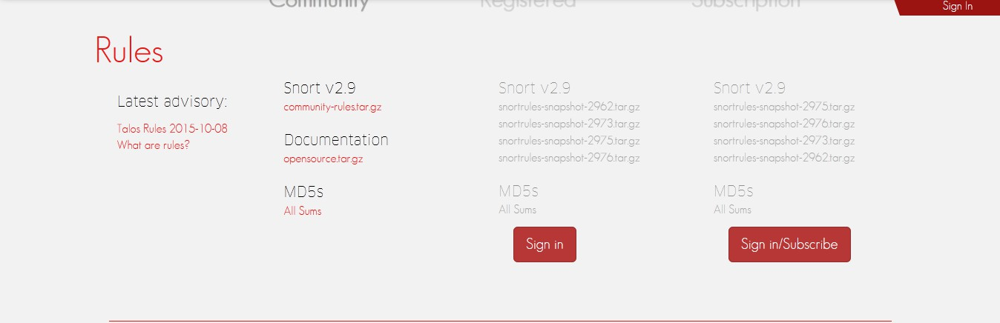 Community
Registered
Subscription
Sign In
Rules
Latest advisory:
Talos Rules 2015-10-08
What are rules?
Snort v2.9
community-rules.tar.gz
Documentation
opensource.tar.gz
MD5s
All Sums
Snort v2.9
snortrules-snapshot-2962.tar.gz
snortrules-snapshot-2973.tar.gz
snortrules-snapshot-2975.tar.gz
snortrules-snapshot-2976.tar.gz
MD5s
All Sums
Sign in
Snort v2.9
snortrules-snapshot-2975.tar.gz
snortrules-snapshot-2976.tar.gz
snortrules-snapshot-2973.tar.gz
snortrules-snapshot-2962.tar.gz
MD5s
All Sums
Sign in/Subscribe